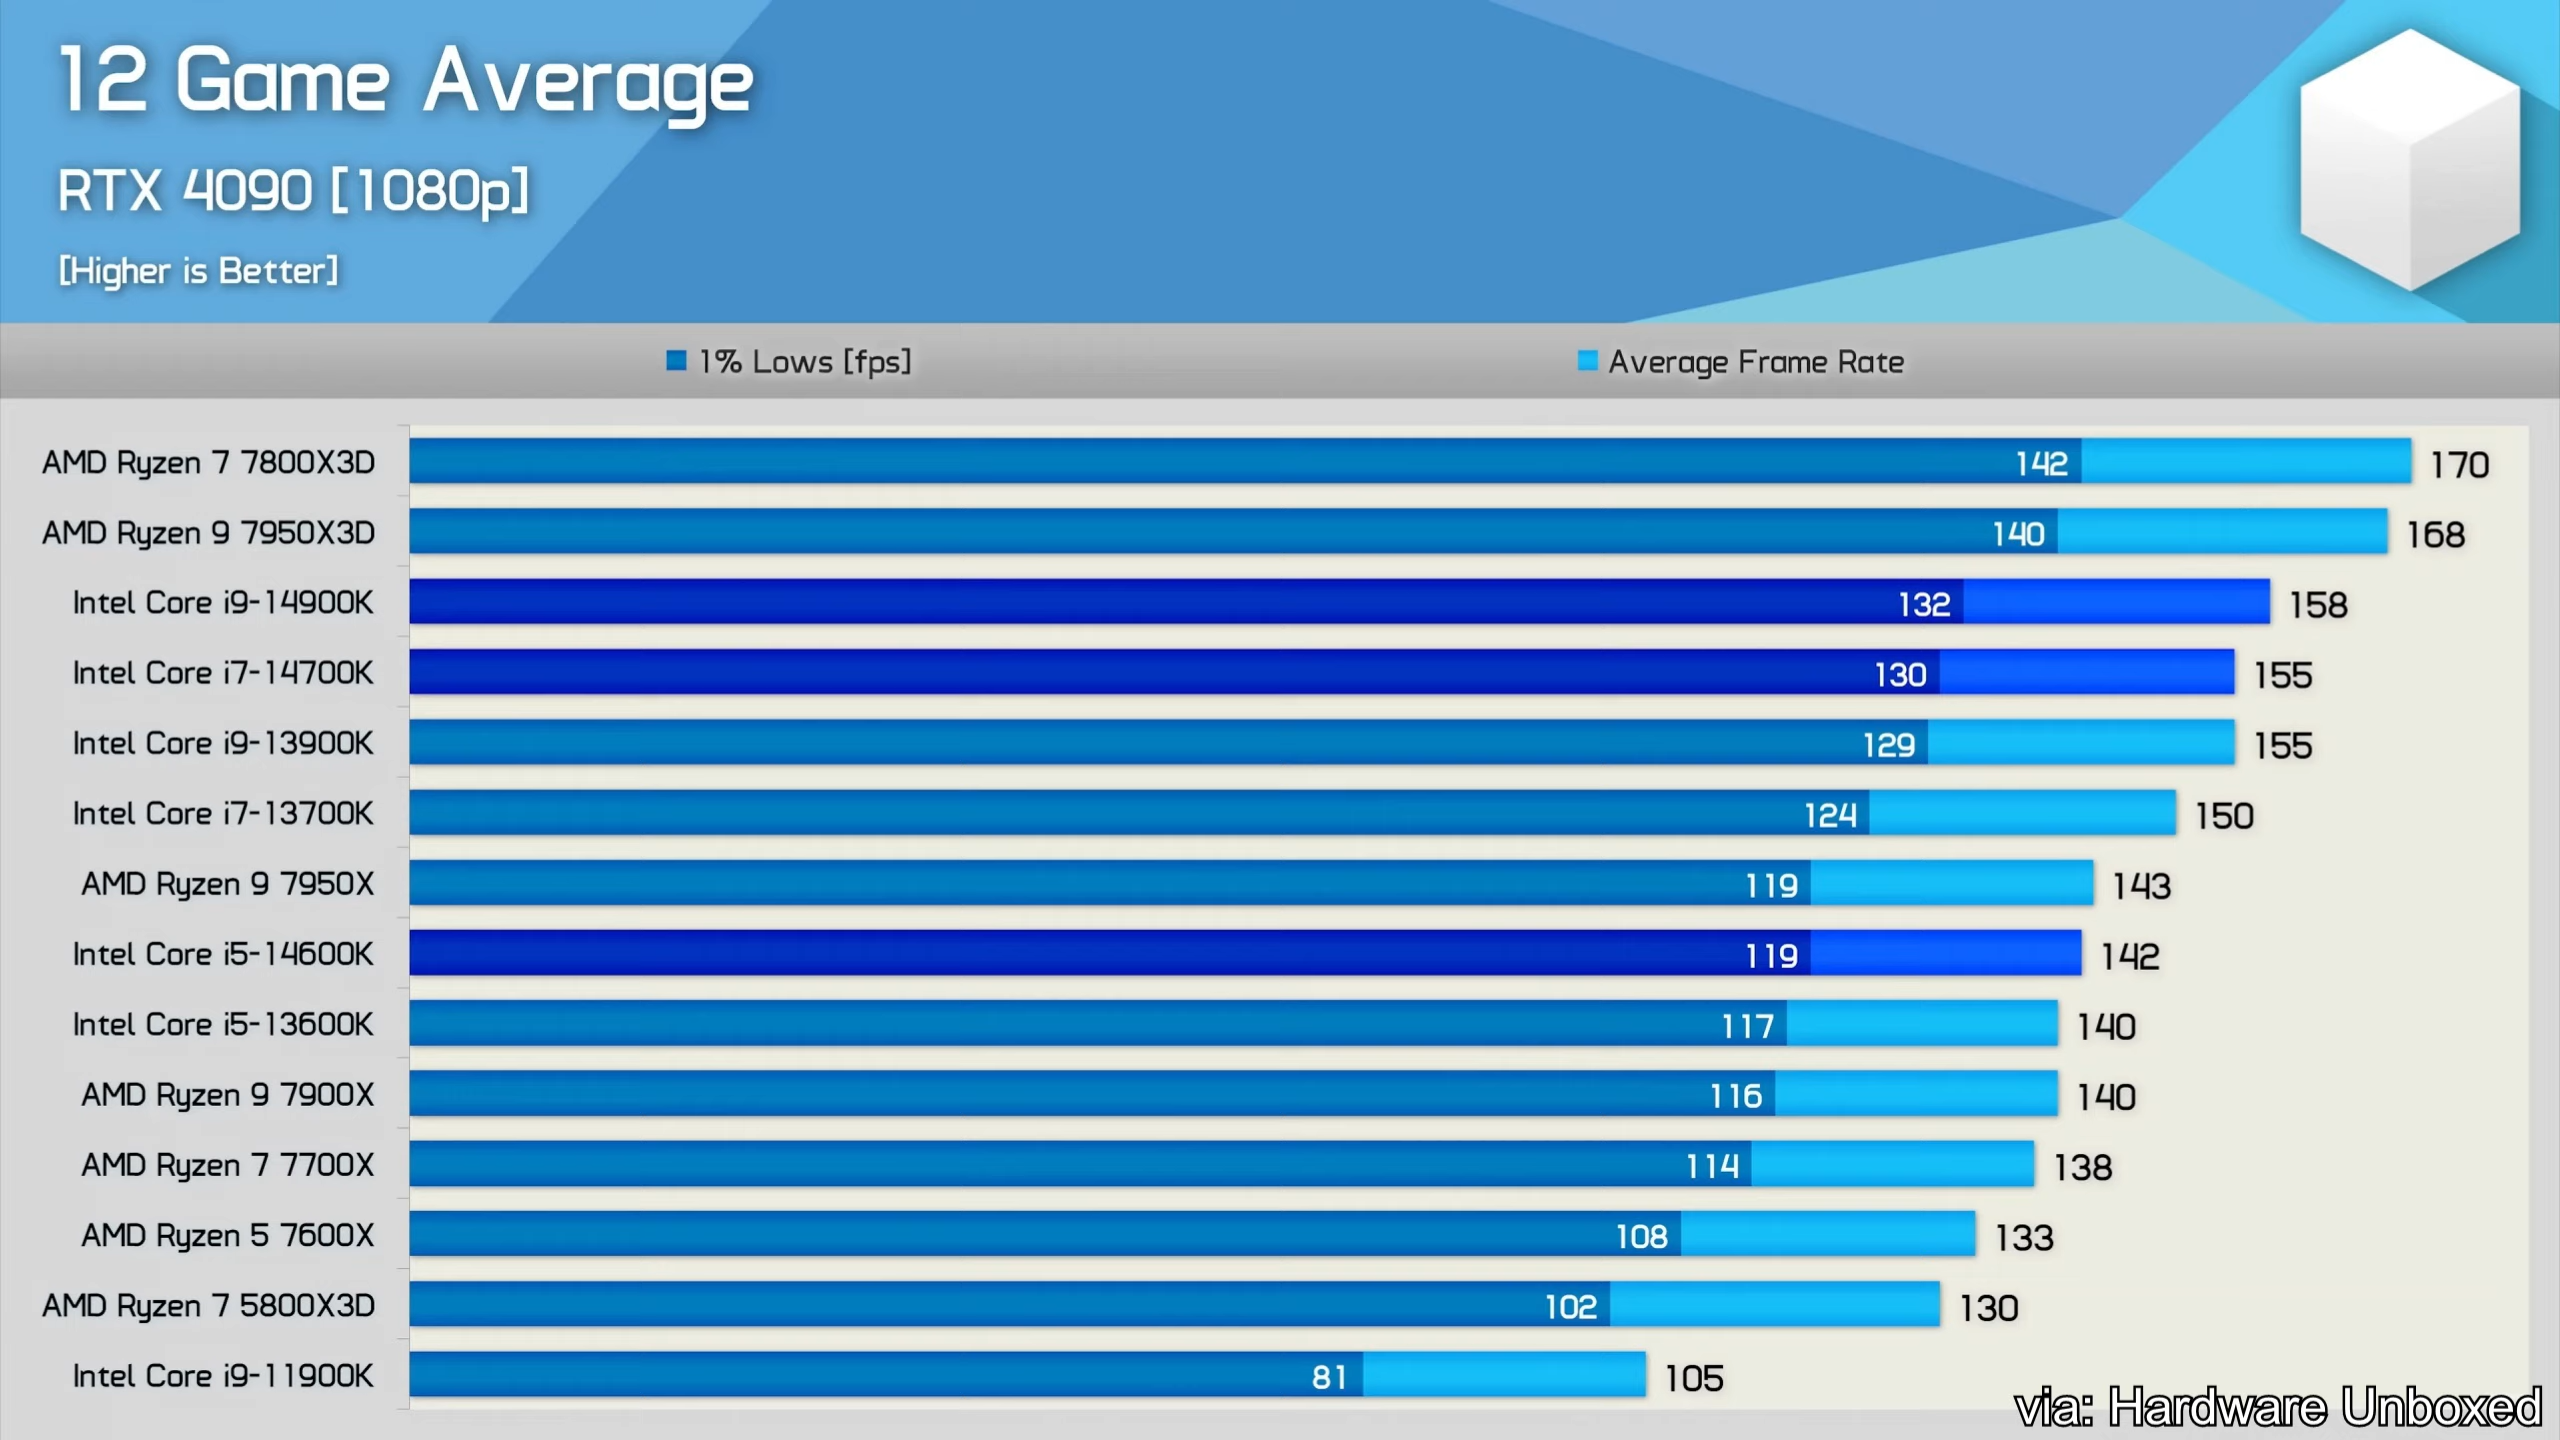 12 Game Average
RTX 4090 [1080p]
[Higher is Better]
1% Lows [fps] Average Frame Rate
AMD Ryzen 7 7800X3D 142 170
AMD Ryzen 9 7950X3D 140 168
Intel Core i9-14900K 132 158
Intel Core i7-14700K 130 155
Intel Core i9-13900K 129 155
Intel Core i7-13700K 124 150
AMD Ryzen 9 7950X 119 143
Intel Core i5-14600K 119 142
Intel Core i5-13600K 117 140
AMD Ryzen 9 7900X 116 140
AMD Ryzen 7 7700X 114 138
AMD Ryzen 5 7600X 108 133
AMD Ryzen 7 5800X3D 102 130
Intel Core i9-11900K 81 105
via: Hardware Unboxed